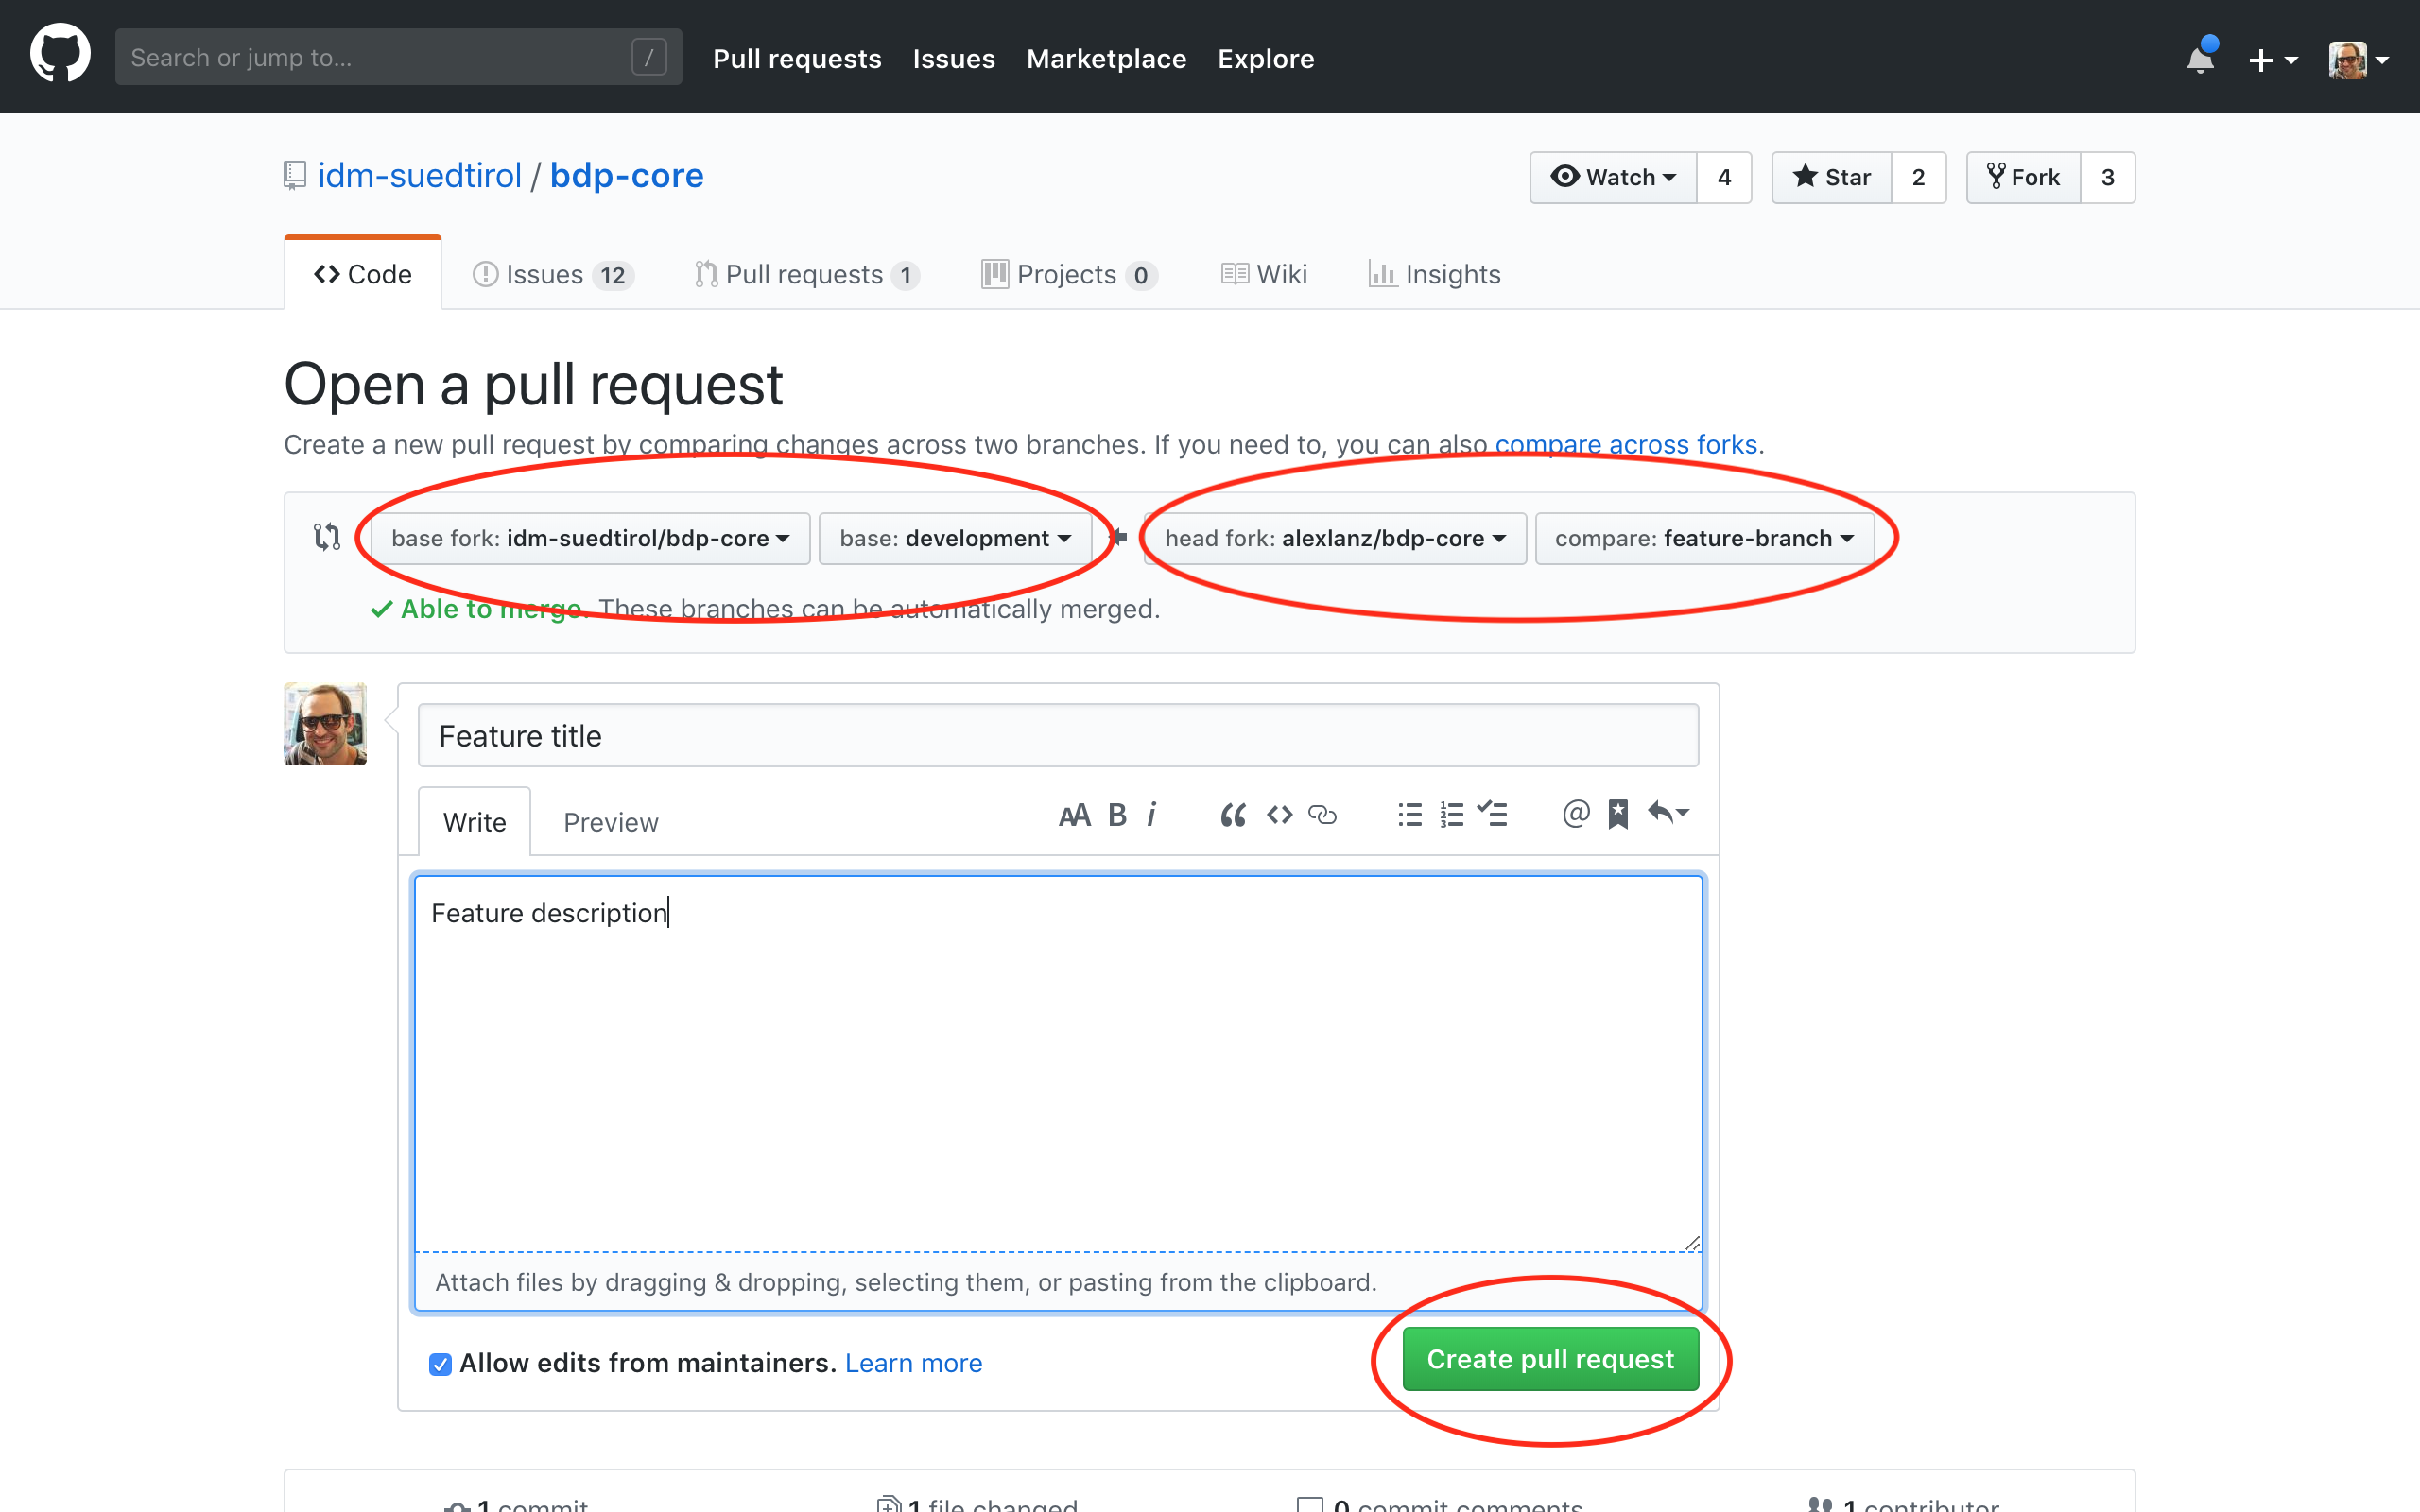 Search or jump to... / Pull requests Issues Marketplace Explore
idm-suedtirol / bdp-core Watch 4 Star 2 Fork 3
Code Issues 12 Pull requests 1 Projects 0 Wiki Insights
Open a pull request
Create a new pull request by comparing changes across two branches. If you need to, you can also compare across forks.
base fork: idm-suedtirol/bdp-core base: development head fork: alexlanz/bdp-core compare: feature-branch
Able to merge. These branches can be automatically merged.
Feature title
Write Preview AA B i
Feature description
Attach files by dragging & dropping, selecting them, or pasting from the clipboard.
Allow edits from maintainers. Learn more Create pull request
1 commit 1 file changed 0 commit comments 1 contributor